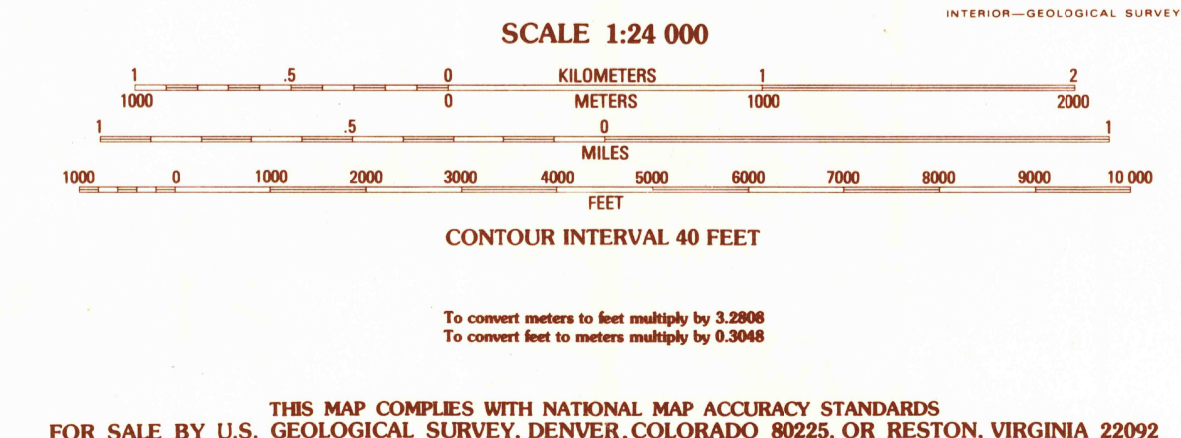 INTERIOR—GEOLOGICAL SURVEY
SCALE 1:24 000
1 .5 0 KILOMETERS 1 2
1000 0 METERS 1000 2000
1 .5 0 1
MILES
1000 0 1000 2000 3000 4000 5000 6000 7000 8000 9000 10 000
FEET
CONTOUR INTERVAL 40 FEET
To convert meters to feet multiply by 3.2808
To convert feet to meters multiply by 0.3048
THIS MAP COMPLIES WITH NATIONAL MAP ACCURACY STANDARDS
FOR SALE BY U.S. GEOLOGICAL SURVEY, DENVER, COLORADO 80225, OR RESTON, VIRGINIA 22092